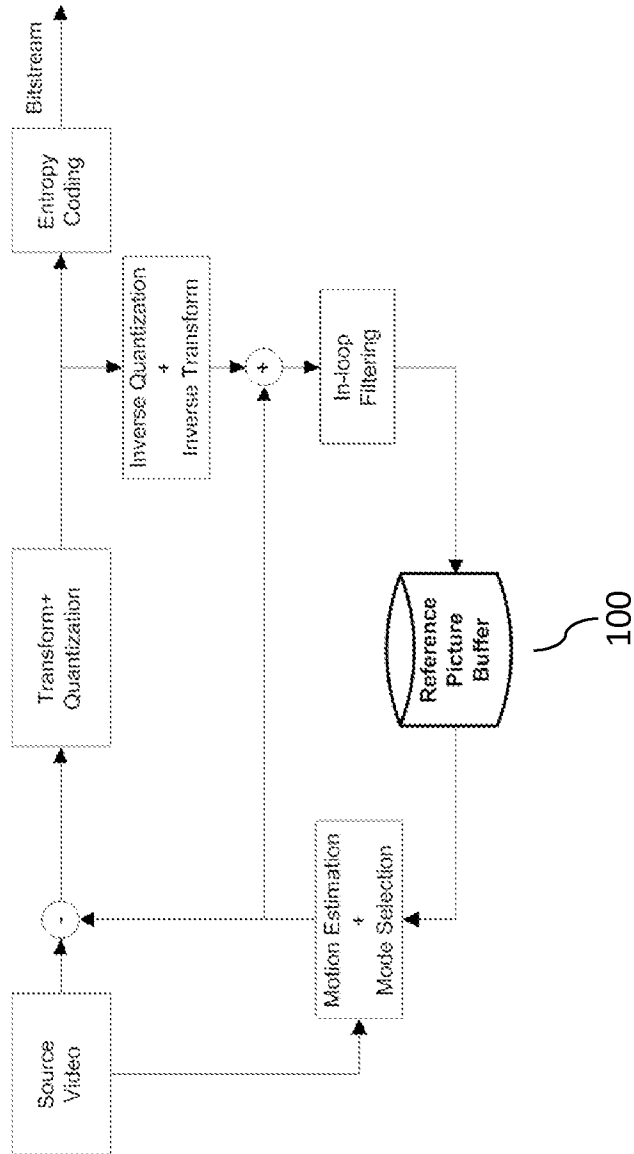 Source
Video
-
Transform+
Quantization
Entropy
Coding
Bitstream
Inverse Quantization
+
Inverse Transform
+
In-loop
Filtering
Motion Estimation
+
Mode Selection
Reference
Picture
Buffer
100